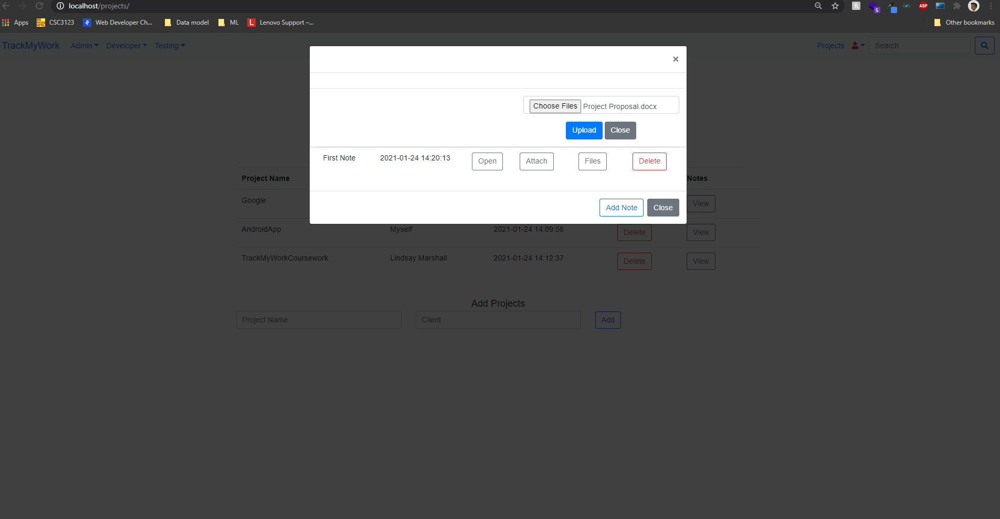 localhost/projects/
5
ABP
Apps CSC3123 Web Developer Ch... Data model ML Lenovo Support –... Other bookmarks
TrackMyWork Admin Developer Testing Projects Search
×
Choose Files Project Proposal.docx
Upload Close
First Note 2021-01-24 14:20:13 Open Attach Files Delete
Project Name Notes
Google View
Add Note Close
AndroidApp Myself 2021-01-24 14:09:58 Delete View
TrackMyWorkCoursework Lindsay Marshall 2021-01-24 14:12:37 Delete View
Add Projects
Project Name Client Add